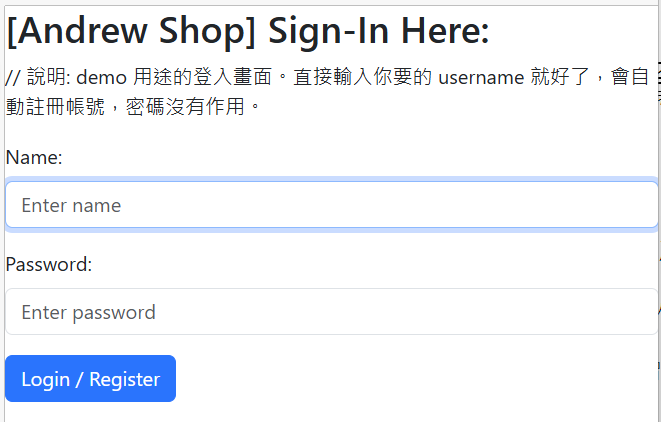 [Andrew Shop] Sign-In Here:
// 說明: demo 用途的登入畫面。直接輸入你要的 username 就好了，會自
動註冊帳號，密碼沒有作用。
Name:
Enter name
Password:
Enter password
Login / Register